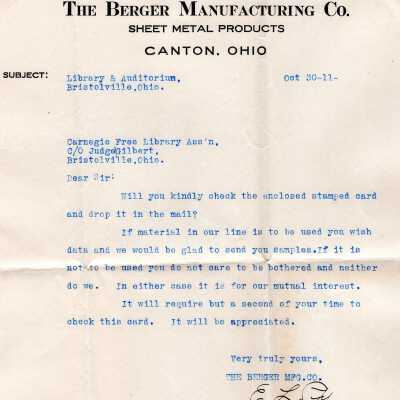 THE BERGER MANUFACTURING CO.
SHEET METAL PRODUCTS
CANTON, OHIO
SUBJECT: Library & Auditorium, Oct 30-11-
Bristolville,Ohio.
Carnegie Free Library Ass'n,
C/O JudgeGilbert,
Bristolville,Ohio.
Dear Sir:
Will you kindly check the enclosed stamped card
and drop it in the mail?
If material in our line is to be used you wish
data and we would be glad to send you samples.If it is
not to be used you do not care to be bothered and neither
do we. In either case it is for our mutual interest.
It will require but a second of your time to
check this card. It will be appreciated.
Very truly yours,
THE BERGER MFG.CO.